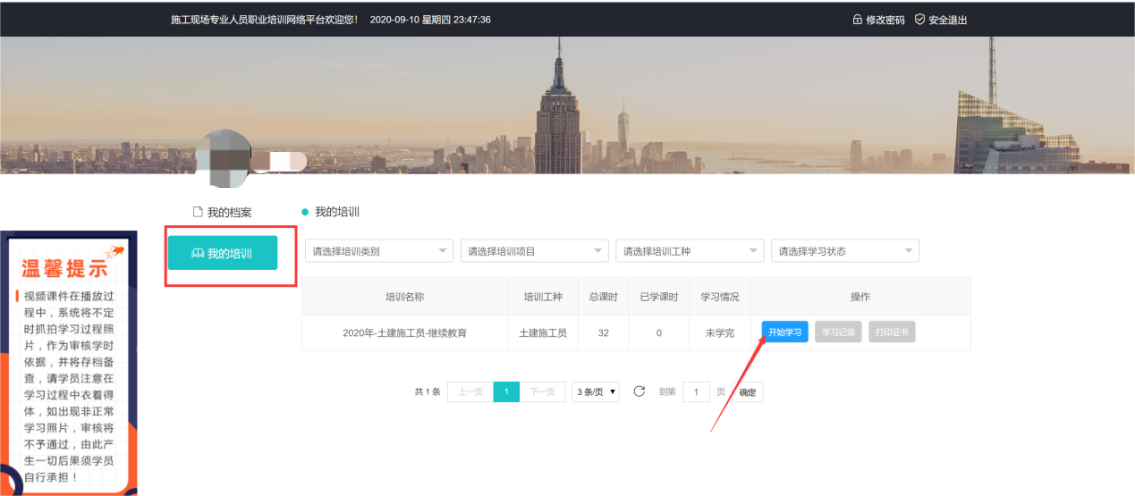 施工现场专业人员职业培训网络平台欢迎您! 2020-09-10 星期四 23:47:36
修改密码 安全退出
我的档案
我的培训
我的培训
请选择培训类别 请选择培训项目 请选择培训工种 请选择学习状态
培训名称 培训工种 总课时 已学课时 学习情况 操作
2020年-土建施工员-继续教育 土建施工员 32 0 未学完 开始学习 学习记录 打印证书
共 1 条 上一页 1 下一页 3 条/页 到第 1 页 确定
温馨提示
视频课件在播放过
程中，系统将不定
时抓拍学习过程照
片，作为审核学时
依据，并将存档备
查，请学员注意在
学习过程中衣着得
体，如出现非正常
学习照片，审核将
不予通过，由此产
生一切后果须学员
自行承担！